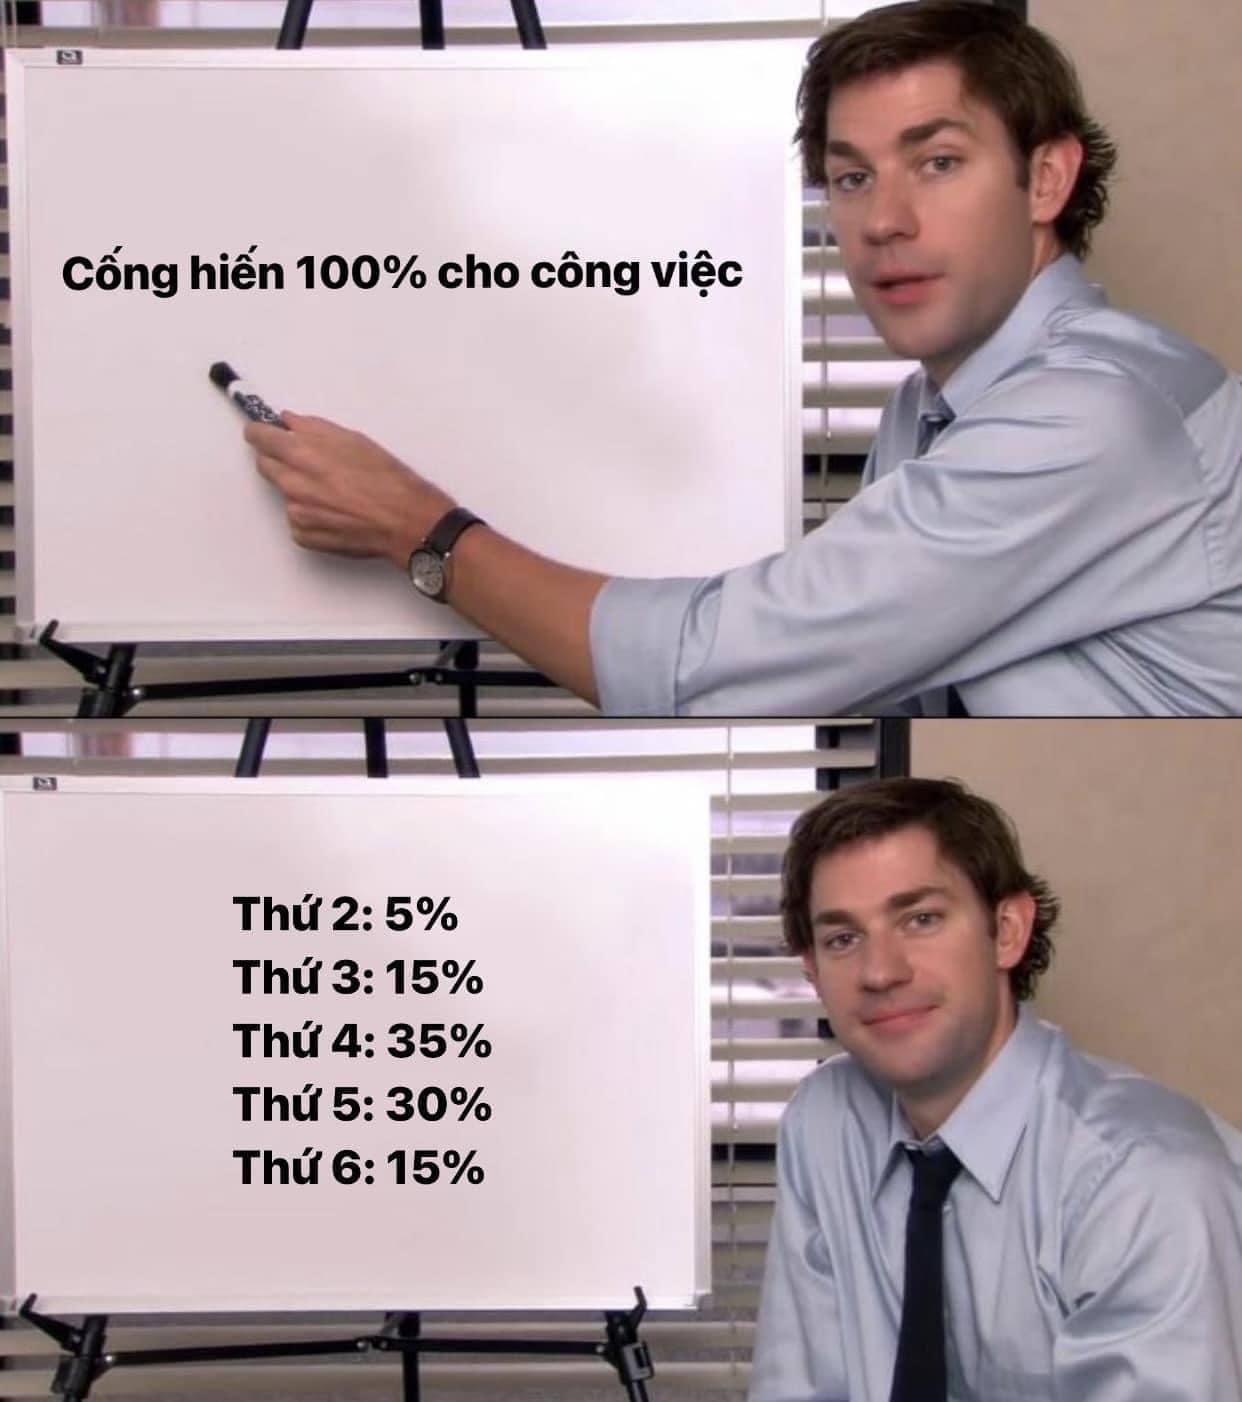 Cống hiến 100% cho công việc
Thứ 2: 5%
Thứ 3: 15%
Thứ 4: 35%
Thứ 5: 30%
Thứ 6: 15%